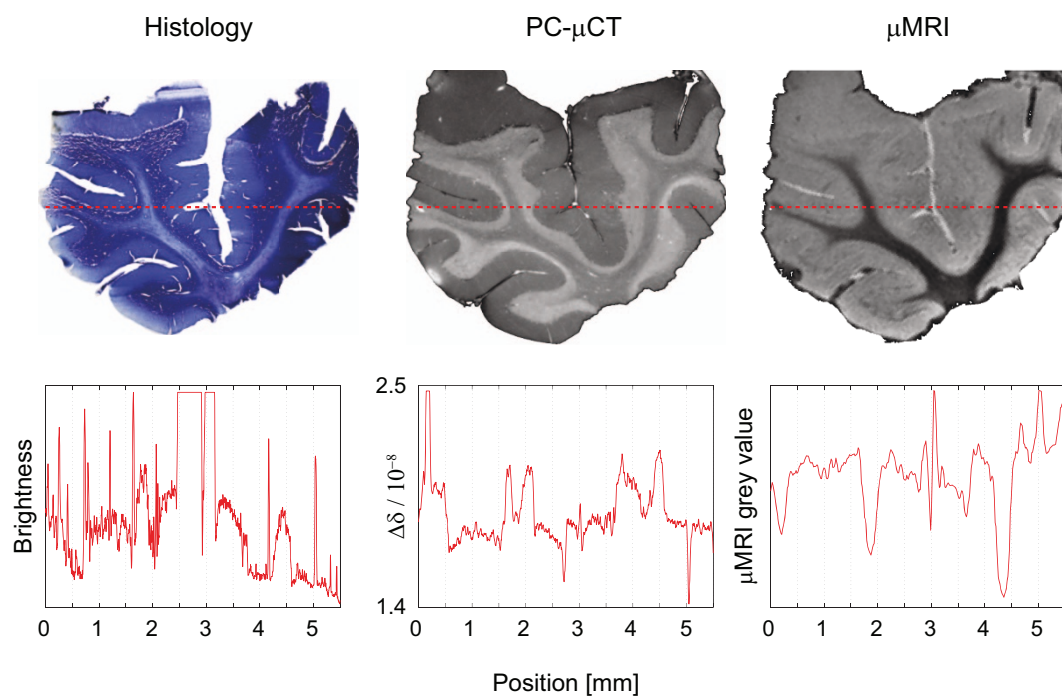 Histology
PC-μCT
μMRI
Brightness
0 1 2 3 4 5
Δδ / 10⁻⁸
2.5
1.4
0 1 2 3 4 5
μMRI grey value
0 1 2 3 4 5
Position [mm]